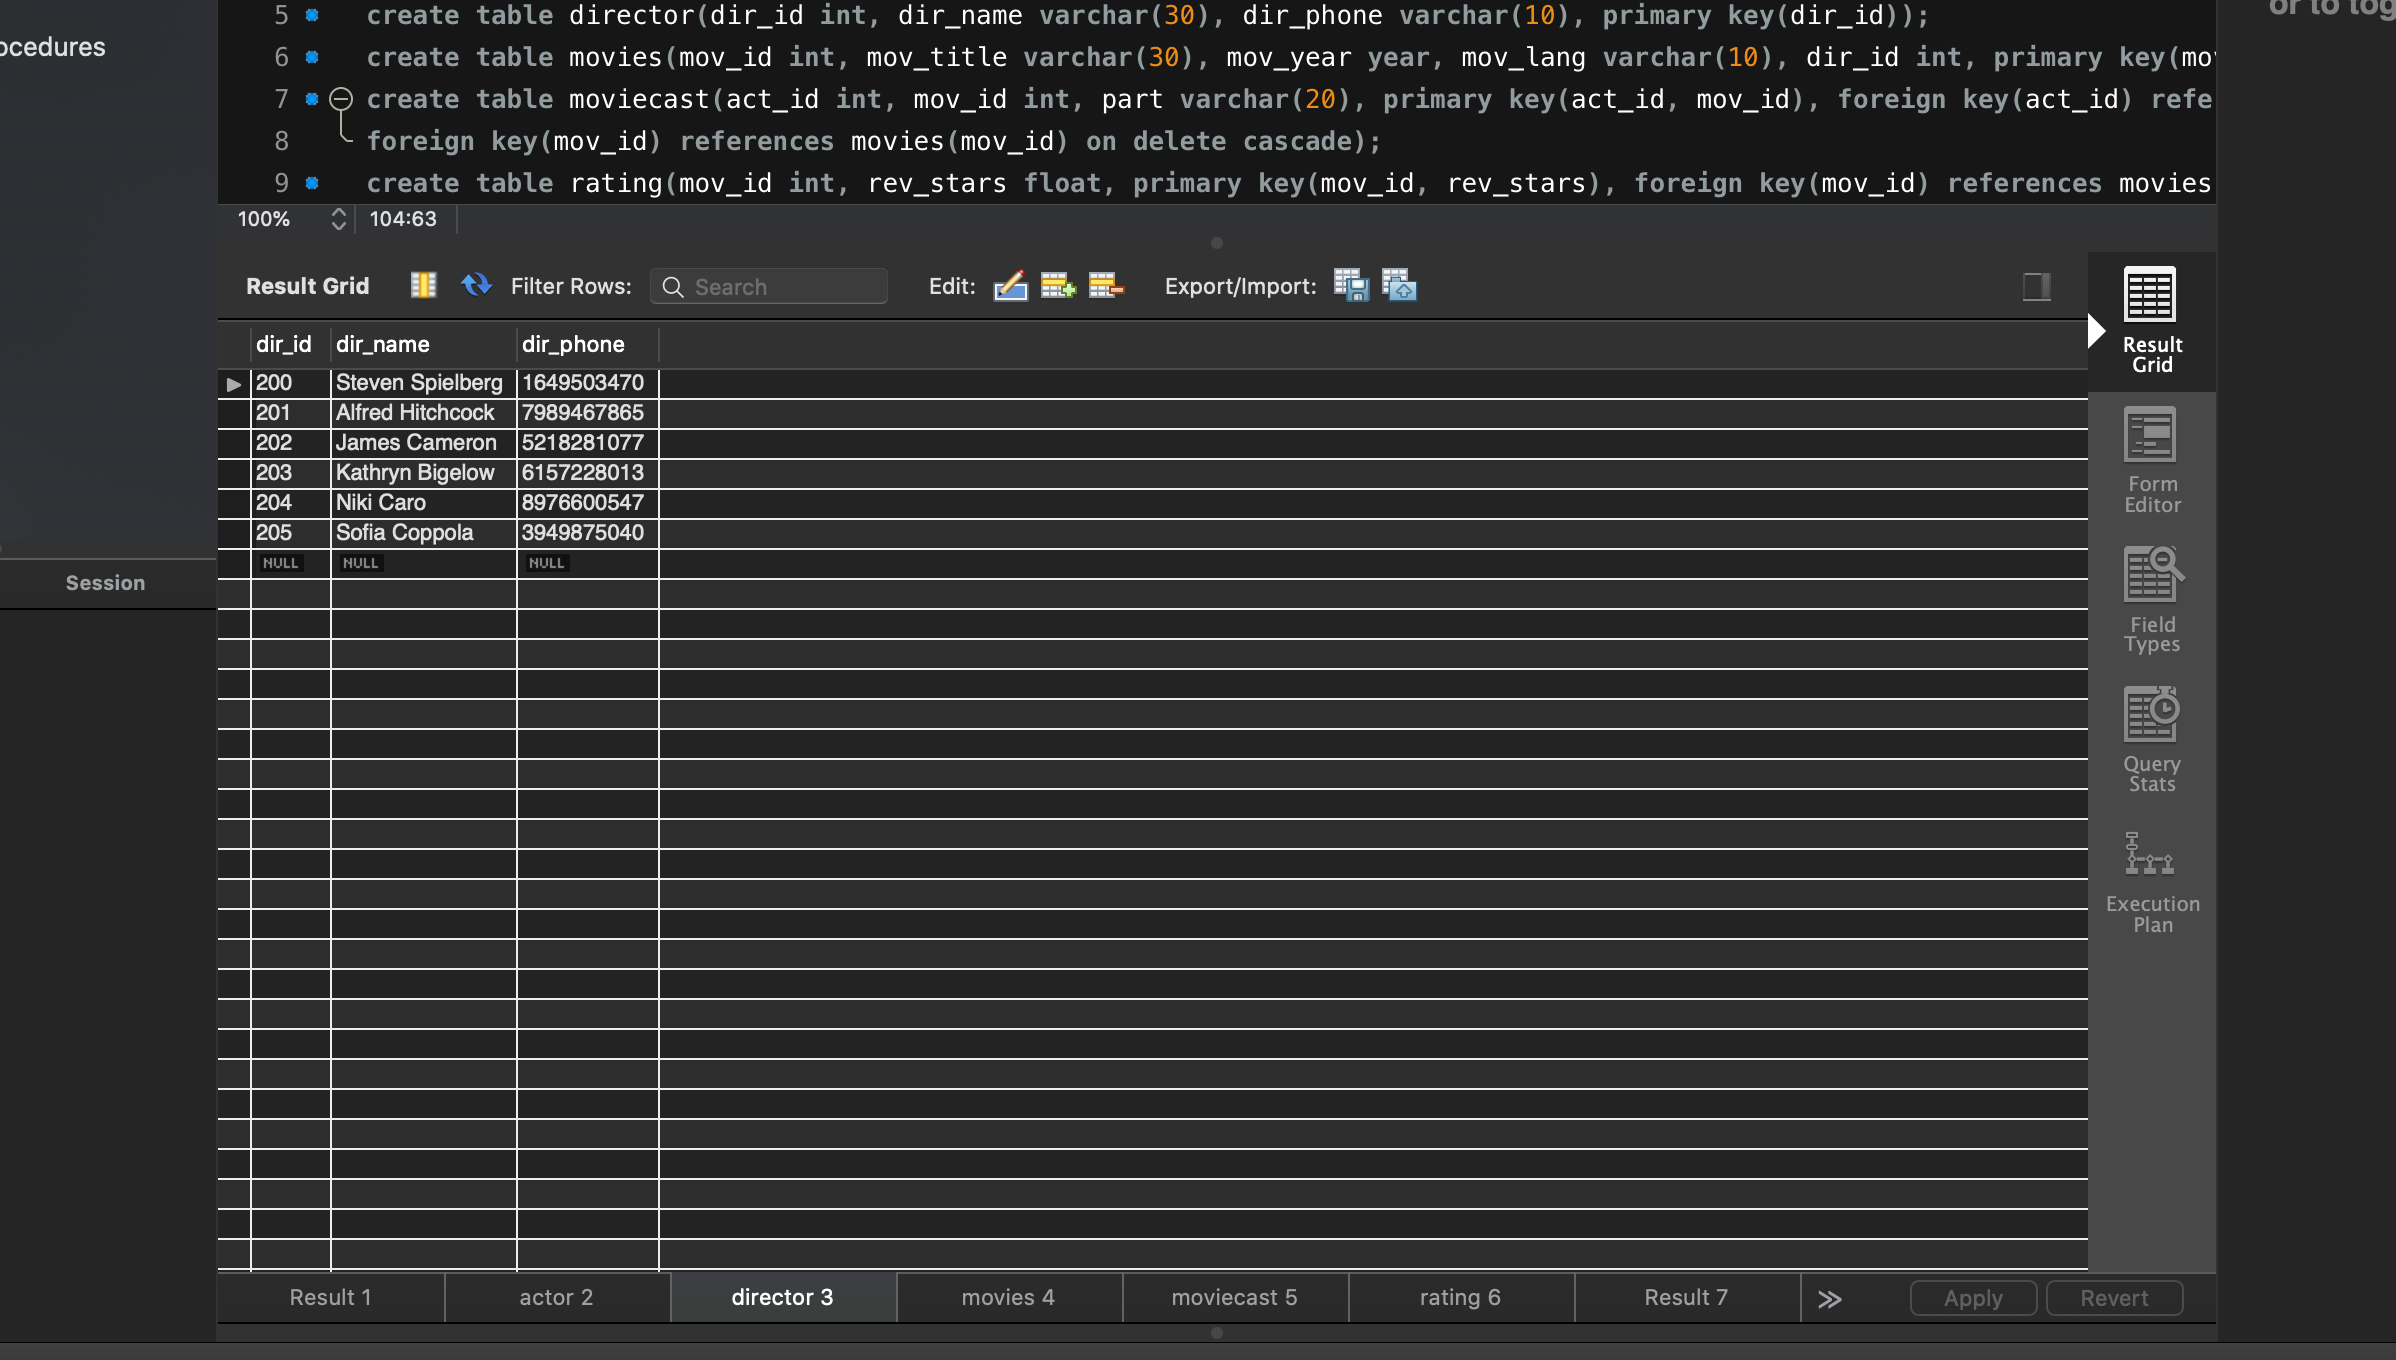 or to tog
ocedures
5 create table director(dir_id int, dir_name varchar(30), dir_phone varchar(10), primary key(dir_id));
6 create table movies(mov_id int, mov_title varchar(30), mov_year year, mov_lang varchar(10), dir_id int, primary key(mov
7 create table moviecast(act_id int, mov_id int, part varchar(20), primary key(act_id, mov_id), foreign key(act_id) refe
8 foreign key(mov_id) references movies(mov_id) on delete cascade);
9 create table rating(mov_id int, rev_stars float, primary key(mov_id, rev_stars), foreign key(mov_id) references movies
100% 104:63
Result Grid Filter Rows: Search Edit: Export/Import:
dir_id dir_name dir_phone
200 Steven Spielberg 1649503470
201 Alfred Hitchcock 7989467865
202 James Cameron 5218281077
203 Kathryn Bigelow 6157228013
204 Niki Caro 8976600547
205 Sofia Coppola 3949875040
NULL NULL NULL
Session
Result
Grid
Form
Editor
Field
Types
Query
Stats
Execution
Plan
Result 1 actor 2 director 3 movies 4 moviecast 5 rating 6 Result 7 Apply Revert